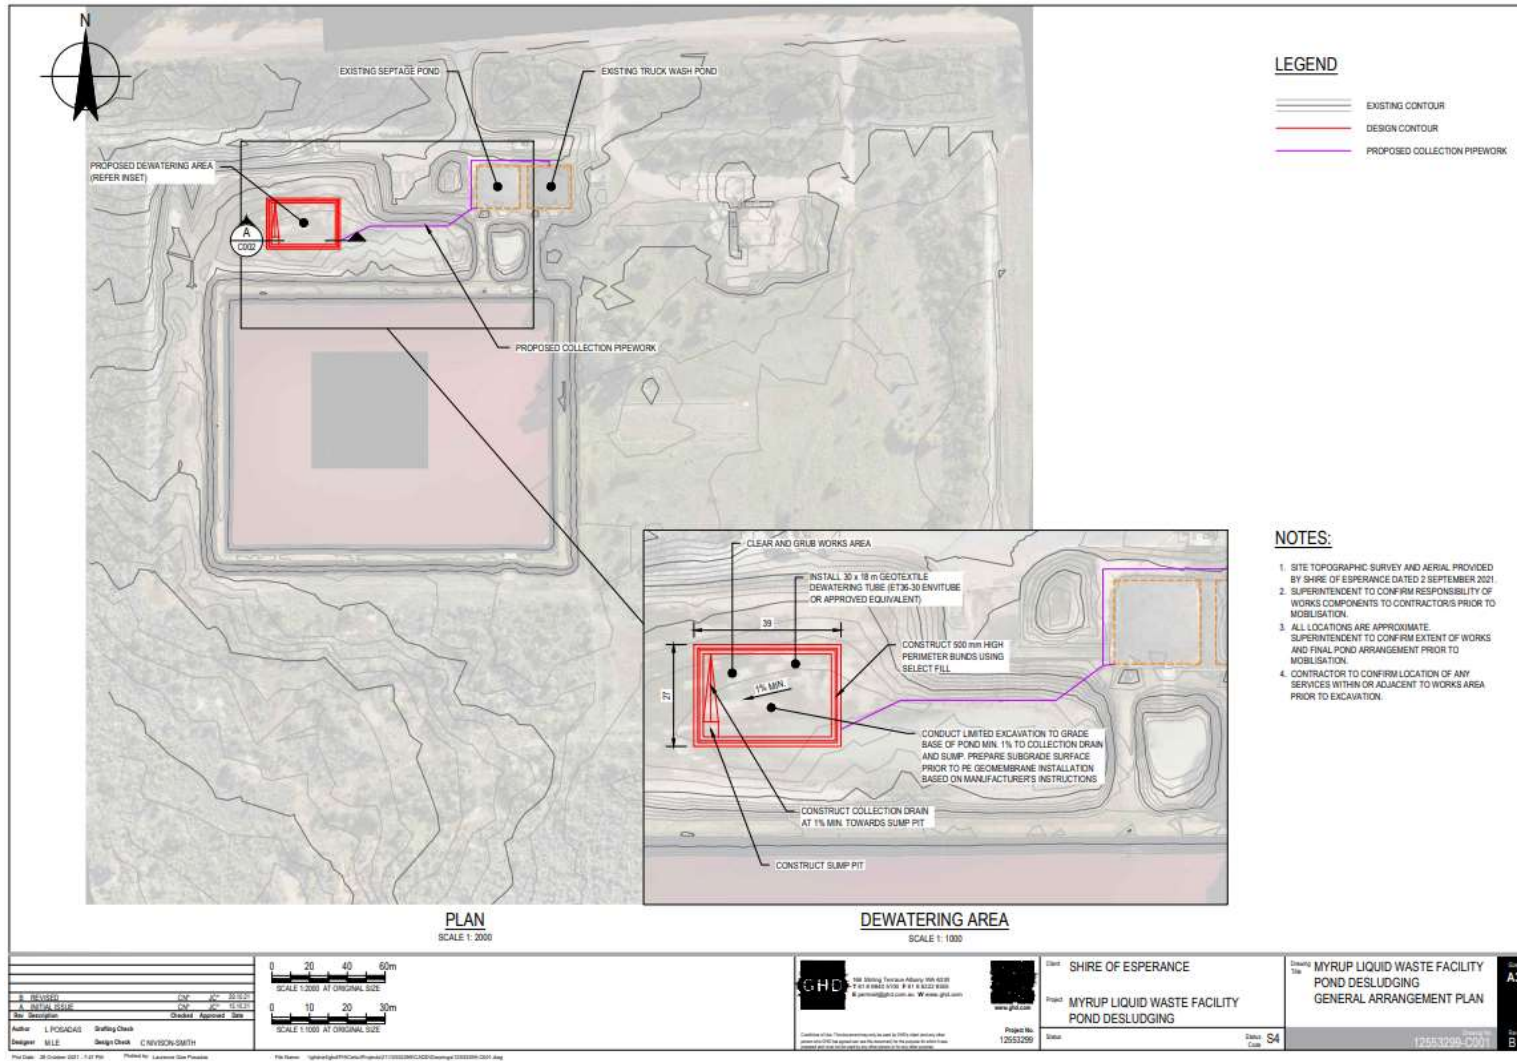 N
EXISTING SEPTAGE POND
EXISTING TRUCK WASH POND
PROPOSED DEWATERING AREA
(REFER INSET)
A
C002
PROPOSED COLLECTION PIPEWORK
LEGEND
EXISTING CONTOUR
DESIGN CONTOUR
PROPOSED COLLECTION PIPEWORK
CLEAR AND GRUB WORKS AREA
INSTALL 30 x 18 m GEOTEXTILE
DEWATERING TUBE (ET36-30 ENVITUBE
OR APPROVED EQUIVALENT)
39
CONSTRUCT 500 mm HIGH
PERIMETER BUNDS USING
SELECT FILL
27
1% MIN.
CONDUCT LIMITED EXCAVATION TO GRADE
BASE OF POND MIN. 1% TO COLLECTION DRAIN
AND SUMP. PREPARE SUBGRADE SURFACE
PRIOR TO PE GEOMEMBRANE INSTALLATION
BASED ON MANUFACTURER'S INSTRUCTIONS
CONSTRUCT COLLECTION DRAIN
AT 1% MIN. TOWARDS SUMP PIT
CONSTRUCT SUMP PIT
NOTES:
1. SITE TOPOGRAPHIC SURVEY AND AERIAL PROVIDED
BY SHIRE OF ESPERANCE DATED 2 SEPTEMBER 2021.
2. SUPERINTENDENT TO CONFIRM RESPONSIBILITY OF
WORKS COMPONENTS TO CONTRACTOR/S PRIOR TO
MOBILISATION.
3. ALL LOCATIONS ARE APPROXIMATE.
SUPERINTENDENT TO CONFIRM EXTENT OF WORKS
AND FINAL POND ARRANGEMENT PRIOR TO
MOBILISATION.
4. CONTRACTOR TO CONFIRM LOCATION OF ANY
SERVICES WITHIN OR ADJACENT TO WORKS AREA
PRIOR TO EXCAVATION.
PLAN
SCALE 1: 2000
DEWATERING AREA
SCALE 1: 1000
B REVISED
A INITIAL ISSUE
Rev Description Checked Approved Date
Author L POSADAS Drafting Check
Designer M LE Design Check C NIVISON-SMITH
0 20 40 60m
SCALE 1:2000 AT ORIGINAL SIZE
0 10 20 30m
SCALE 1:1000 AT ORIGINAL SIZE
GHD
www.ghd.com
Project No.
12553299
Client SHIRE OF ESPERANCE
Project MYRUP LIQUID WASTE FACILITY
POND DESLUDGING
Status
Status Code S4
Drawing Title MYRUP LIQUID WASTE FACILITY
POND DESLUDGING
GENERAL ARRANGEMENT PLAN
12553299-C001
B